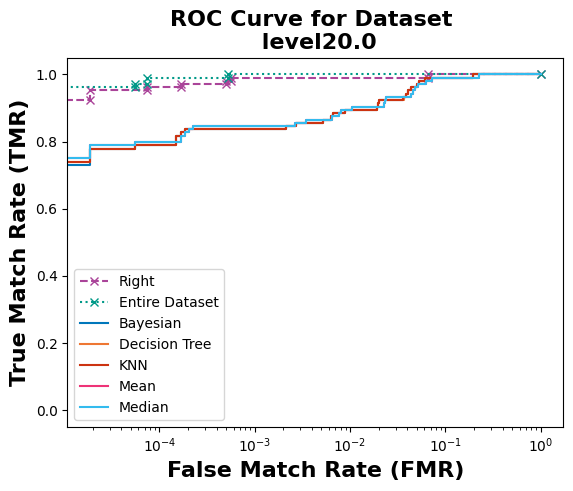 ROC Curve for Dataset
level20.0
True Match Rate (TMR)
1.0
0.8
0.6
0.4
0.2
0.0
Right
Entire Dataset
Bayesian
Decision Tree
KNN
Mean
Median
10⁻⁴
10⁻³
10⁻²
10⁻¹
10⁰
False Match Rate (FMR)